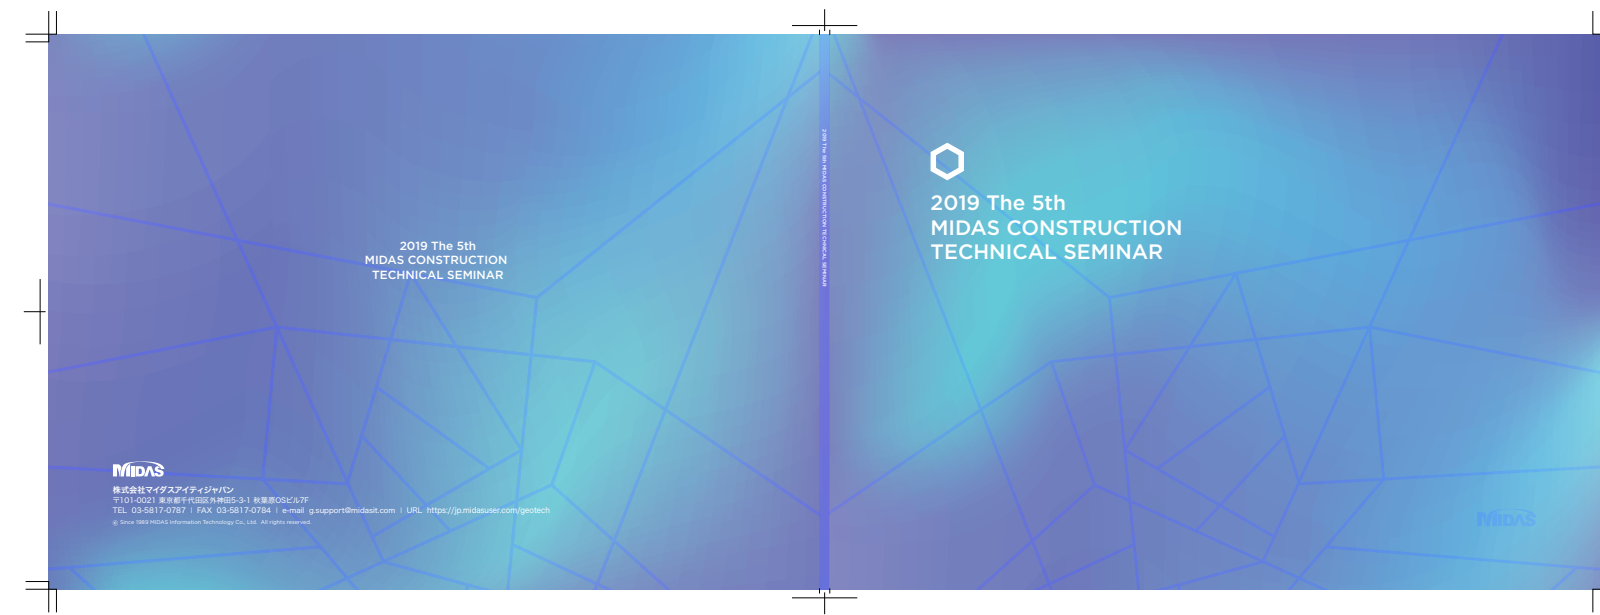 2019 The 5th
MIDAS CONSTRUCTION
TECHNICAL SEMINAR
MIDAS
株式会社マイダスアイティジャパン
〒101-0021 東京都千代田区外神田5-3-1 秋葉原OSビル7F
TEL 03-5817-0787 | FAX 03-5817-0784 | e-mail g.support@midasit.com | URL https://jp.midasuser.com/geotech
ⓒ Since 1989 MIDAS Information Technology Co., Ltd. All rights reserved.
2019 The 5th MIDAS CONSTRUCTION TECHNICAL SEMINAR
2019 The 5th
MIDAS CONSTRUCTION
TECHNICAL SEMINAR
MIDAS